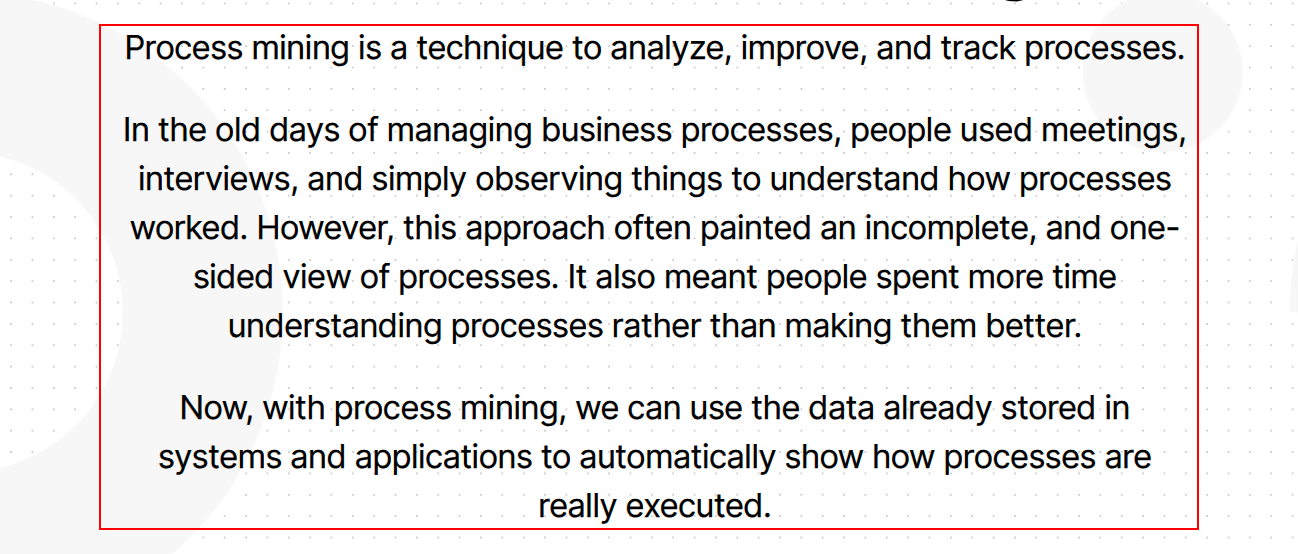 Process mining is a technique to analyze, improve, and track processes.
In the old days of managing business processes, people used meetings,
interviews, and simply observing things to understand how processes
worked. However, this approach often painted an incomplete, and one-
sided view of processes. It also meant people spent more time
understanding processes rather than making them better.
Now, with process mining, we can use the data already stored in
systems and applications to automatically show how processes are
really executed.